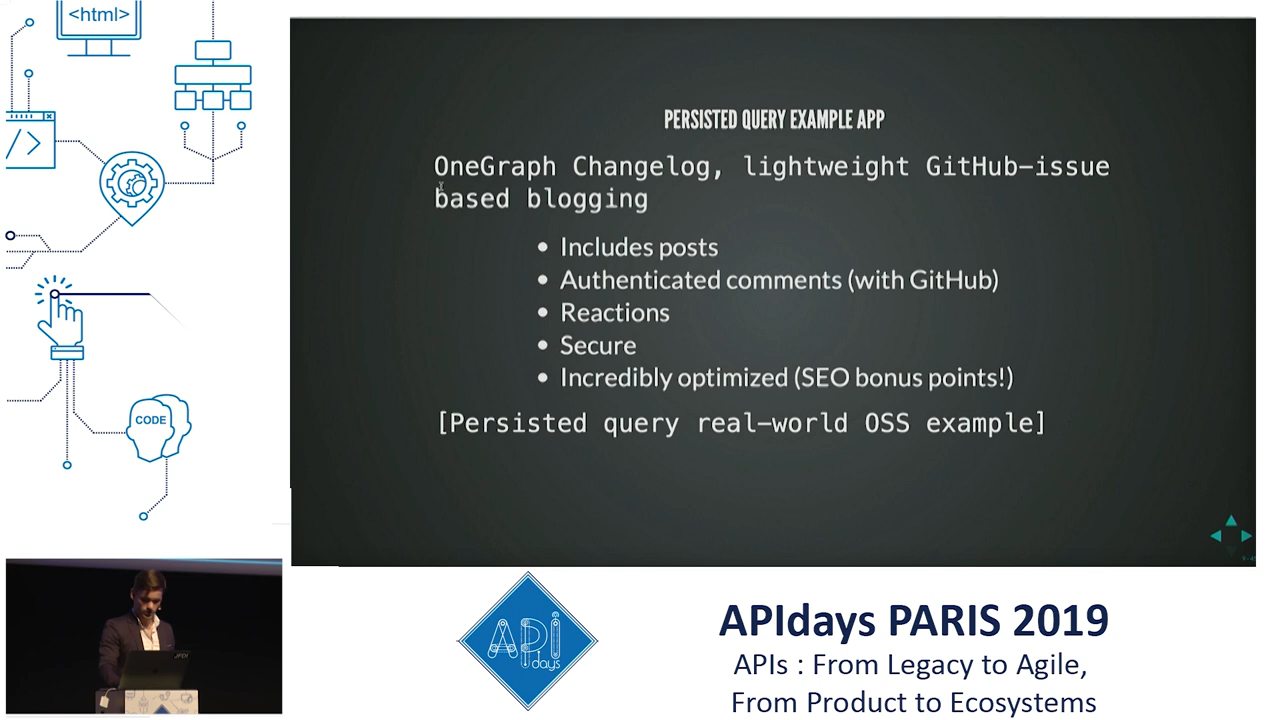 <html>
</>
CODE
PERSISTED QUERY EXAMPLE APP
OneGraph Changelog, lightweight GitHub-issue
based blogging
• Includes posts
• Authenticated comments (with GitHub)
• Reactions
• Secure
• Incredibly optimized (SEO bonus points!)
[Persisted query real-world OSS example]
API
days
APIdays PARIS 2019
APIs : From Legacy to Agile,
From Product to Ecosystems